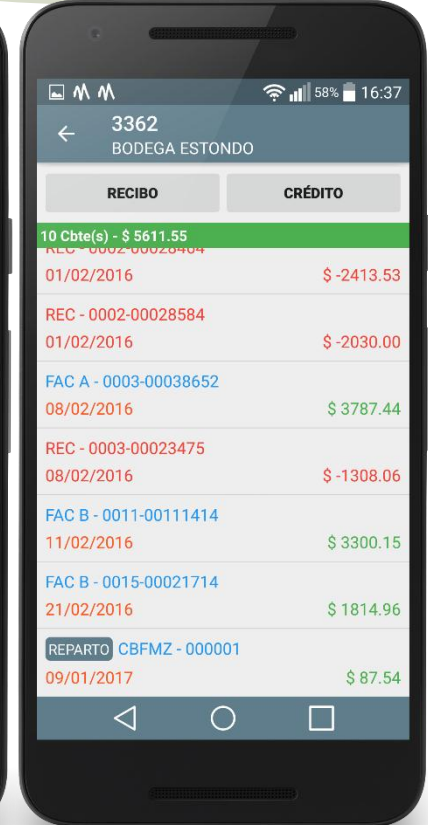 58% 16:37
3362
BODEGA ESTONDO
RECIBO CRÉDITO
10 Cbte(s) - $ 5611.55
REC - 0002-00028464
01/02/2016 $ -2413.53
REC - 0002-00028584
01/02/2016 $ -2030.00
FAC A - 0003-00038652
08/02/2016 $ 3787.44
REC - 0003-00023475
08/02/2016 $ -1308.06
FAC B - 0011-00111414
11/02/2016 $ 3300.15
FAC B - 0015-00021714
21/02/2016 $ 1814.96
REPARTO CBFMZ - 000001
09/01/2017 $ 87.54